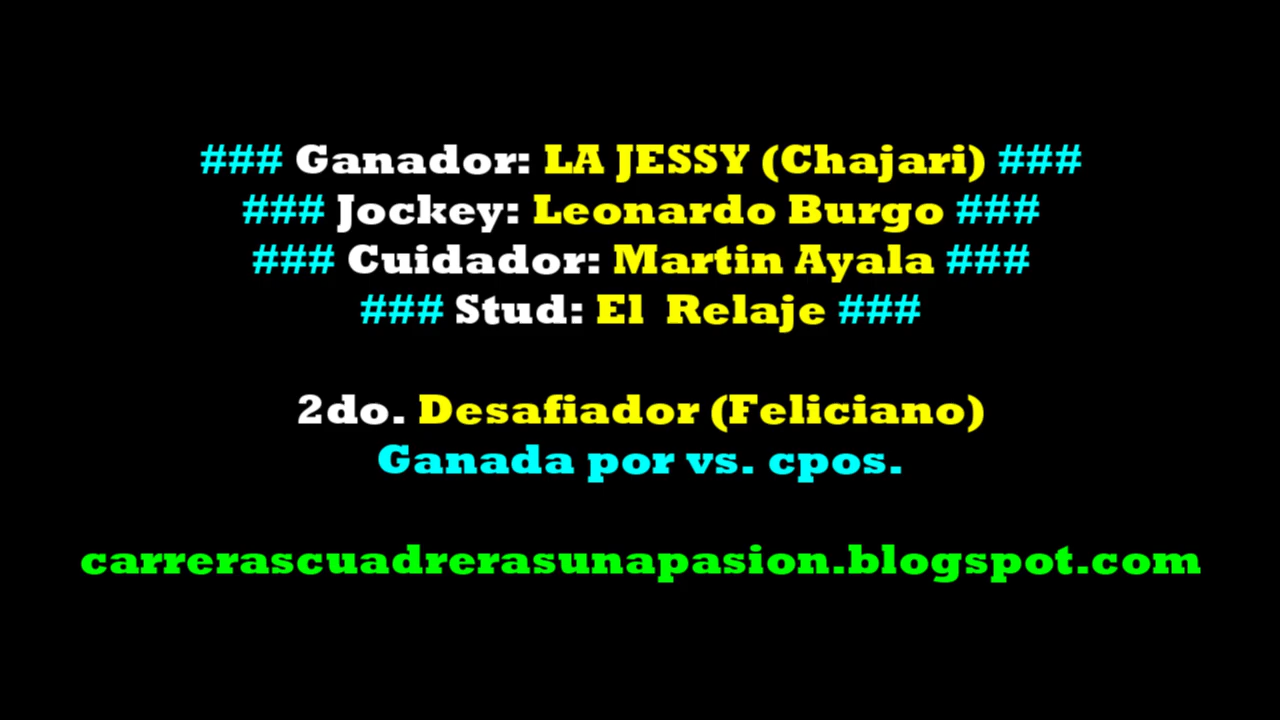 ### Ganador: LA JESSY (Chajari) ###
### Jockey: Leonardo Burgo ###
### Cuidador: Martin Ayala ###
### Stud: El  Relaje ###
2do. Desafiador (Feliciano)
Ganada por vs. cpos.
carrerascuadrerasunapasion.blogspot.com